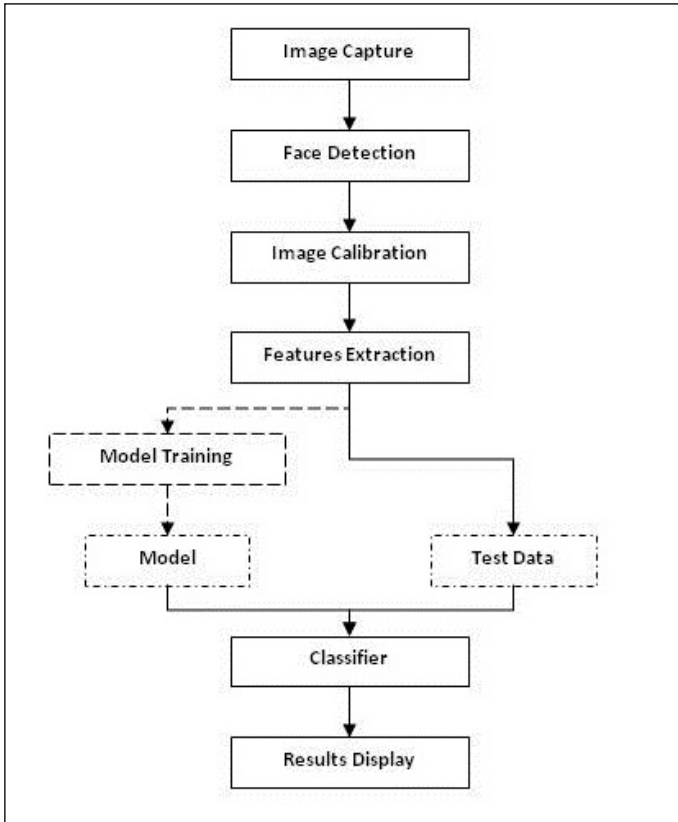 Image Capture
Face Detection
Image Calibration
Features Extraction
Model Training
Model
Test Data
Classifier
Results Display